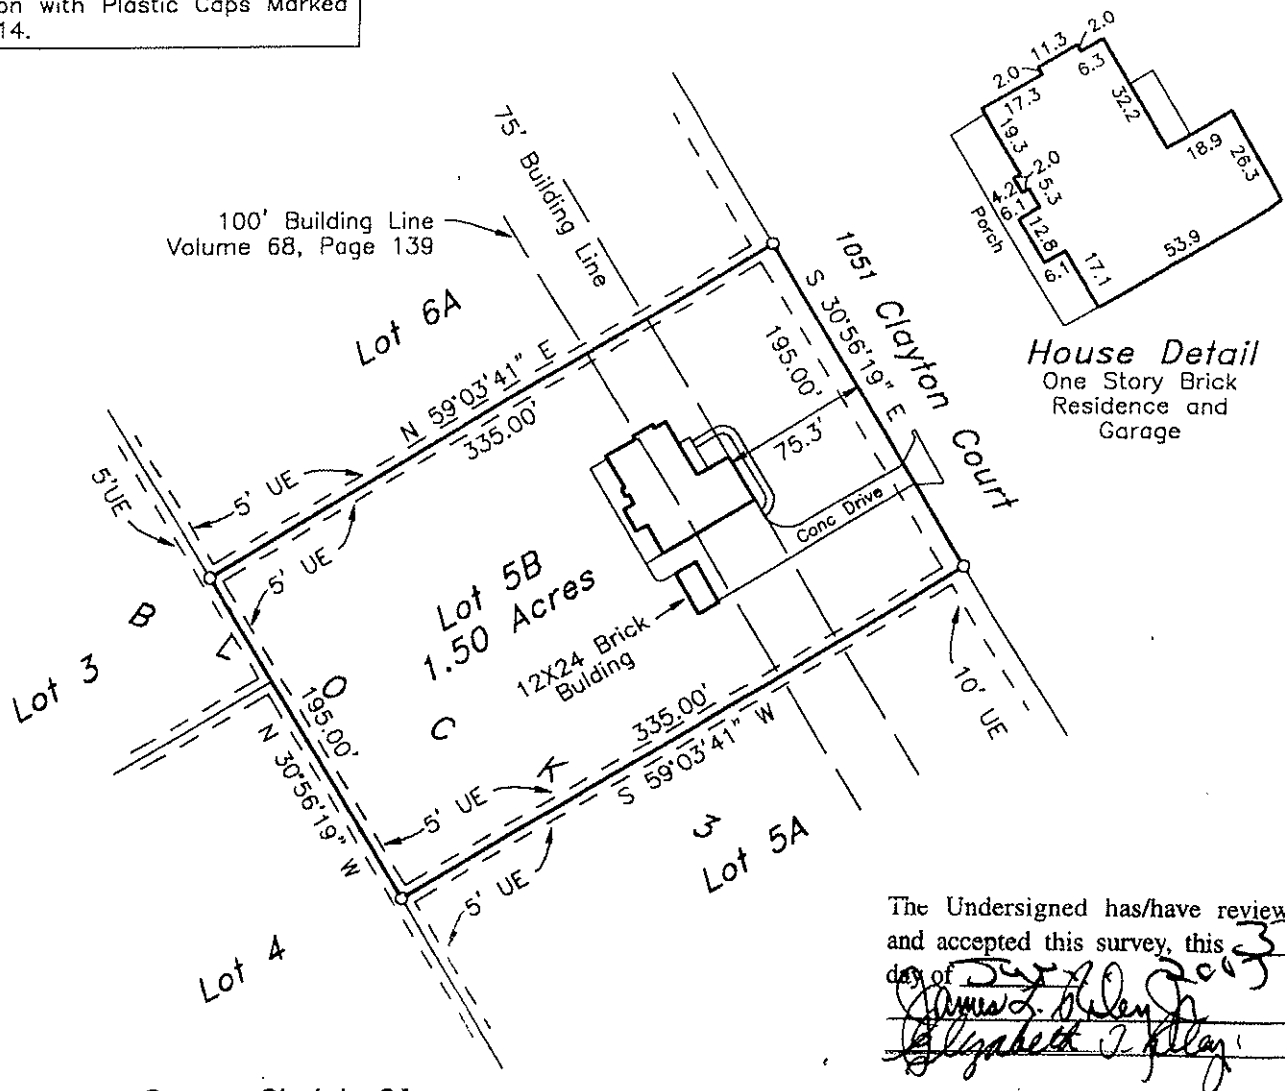 on with Plastic Caps Marked
14.
2.0
11.3
2.0
6.3
17.3
32.2
19.3
18.9
26.3
2.0
4.2
5.3
6.1
12.8
6.1
17.1
53.9
Porch
House Detail
One Story Brick
Residence and
Garage
75' Building Line
100' Building Line
Volume 68, Page 139
Lot 6A
1051 Clayton Court
S 30°56'19" E
195.00'
N 59°03'41" E
335.00'
75.3'
Conc Drive
5'UE
5' UE
5' UE
Lot 5B
1.50 Acres
12X24 Brick
Bulding
Lot 3
B L O C K 3
195.00'
N 30°56'19" W
335.00'
S 59°03'41" W
10' UE
5' UE
5' UE
Lot 5A
Lot 4
The Undersigned has/have review
and accepted this survey, this 3
day of 2003
James L.
Elizabeth